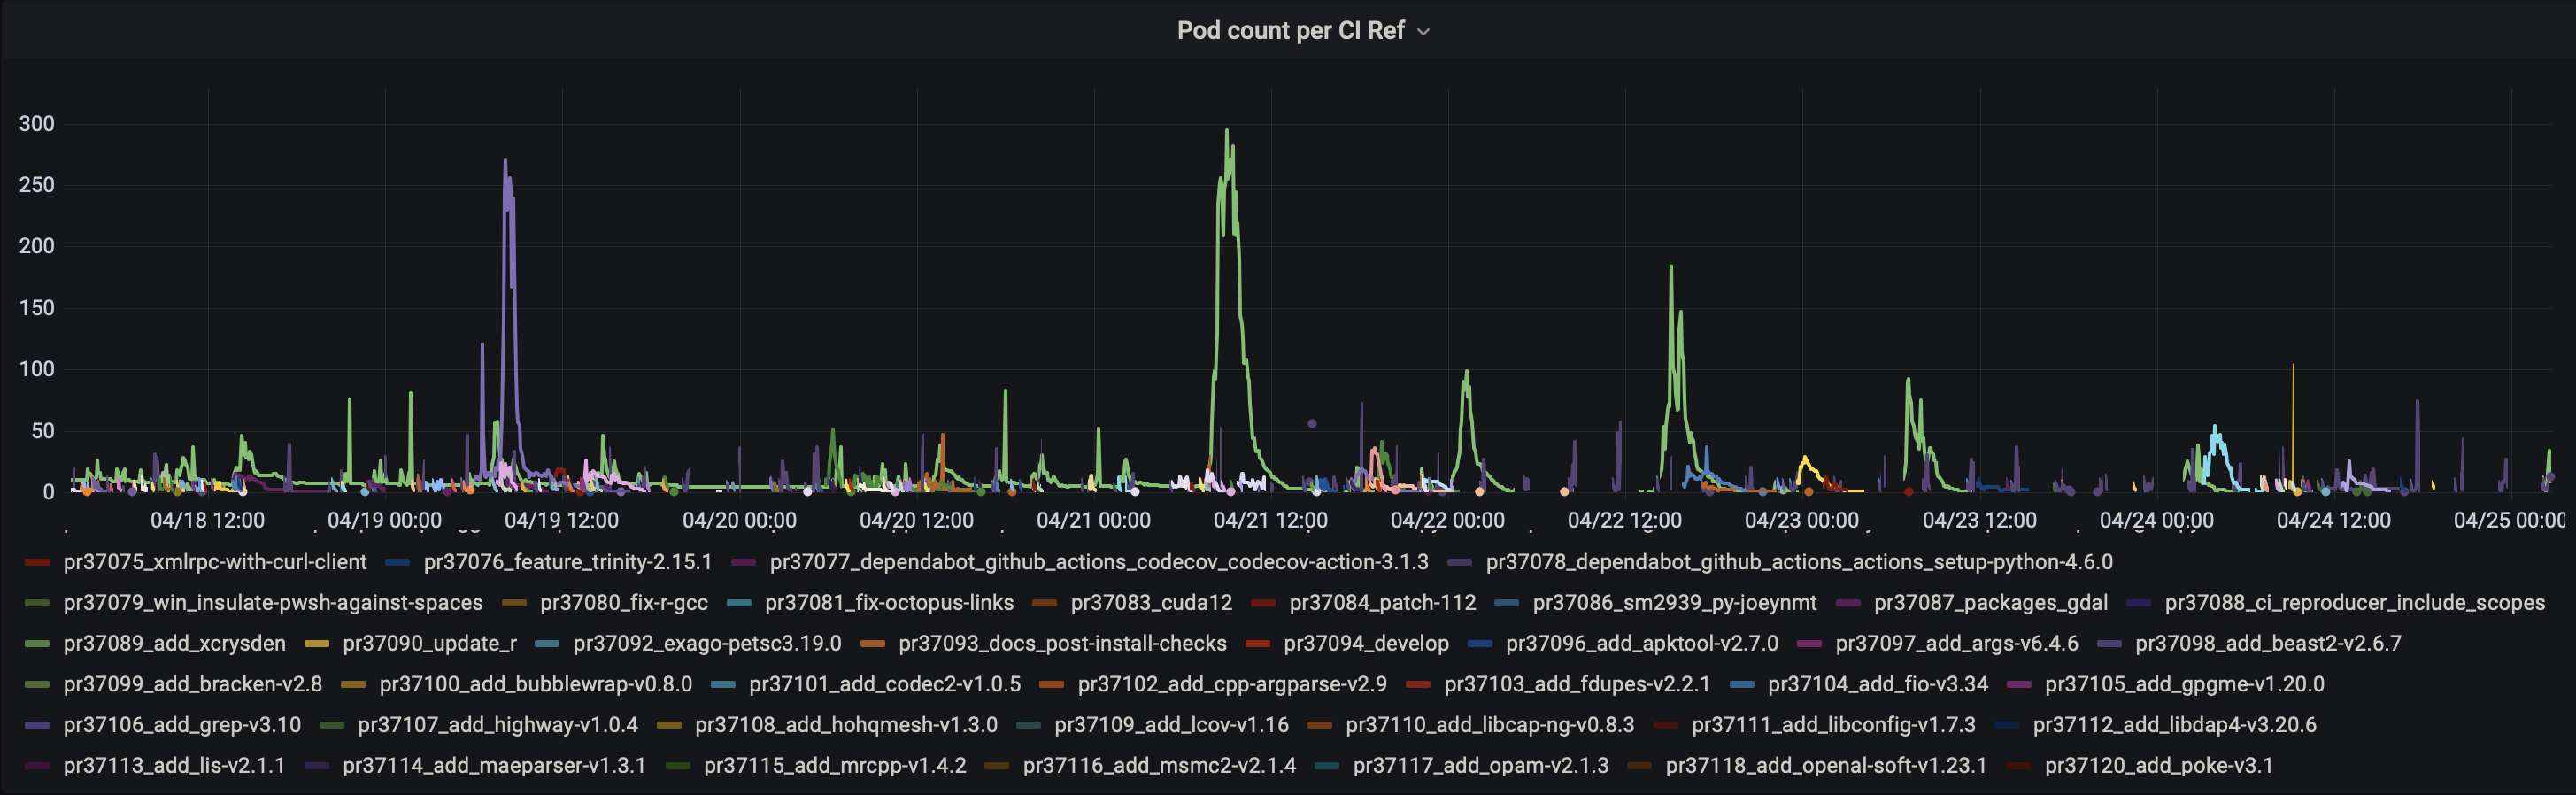 Pod count per CI Ref
300
250
200
150
100
50
0
04/18 12:00 04/19 00:00 04/19 12:00 04/20 00:00 04/20 12:00 04/21 00:00 04/21 12:00 04/22 00:00 04/22 12:00 04/23 00:00 04/23 12:00 04/24 00:00 04/24 12:00 04/25 00:00
pr37075_xmlrpc-with-curl-client pr37076_feature_trinity-2.15.1 pr37077_dependabot_github_actions_codecov_codecov-action-3.1.3 pr37078_dependabot_github_actions_actions_setup-python-4.6.0
pr37079_win_insulate-pwsh-against-spaces pr37080_fix-r-gcc pr37081_fix-octopus-links pr37083_cuda12 pr37084_patch-112 pr37086_sm2939_py-joeynmt pr37087_packages_gdal pr37088_ci_reproducer_include_scopes
pr37089_add_xcrysden pr37090_update_r pr37092_exago-petsc3.19.0 pr37093_docs_post-install-checks pr37094_develop pr37096_add_apktool-v2.7.0 pr37097_add_args-v6.4.6 pr37098_add_beast2-v2.6.7
pr37099_add_bracken-v2.8 pr37100_add_bubblewrap-v0.8.0 pr37101_add_codec2-v1.0.5 pr37102_add_cpp-argparse-v2.9 pr37103_add_fdupes-v2.2.1 pr37104_add_fio-v3.34 pr37105_add_gpgme-v1.20.0
pr37106_add_grep-v3.10 pr37107_add_highway-v1.0.4 pr37108_add_hohqmesh-v1.3.0 pr37109_add_lcov-v1.16 pr37110_add_libcap-ng-v0.8.3 pr37111_add_libconfig-v1.7.3 pr37112_add_libdap4-v3.20.6
pr37113_add_lis-v2.1.1 pr37114_add_maeparser-v1.3.1 pr37115_add_mrcpp-v1.4.2 pr37116_add_msmc2-v2.1.4 pr37117_add_opam-v2.1.3 pr37118_add_openal-soft-v1.23.1 pr37120_add_poke-v3.1